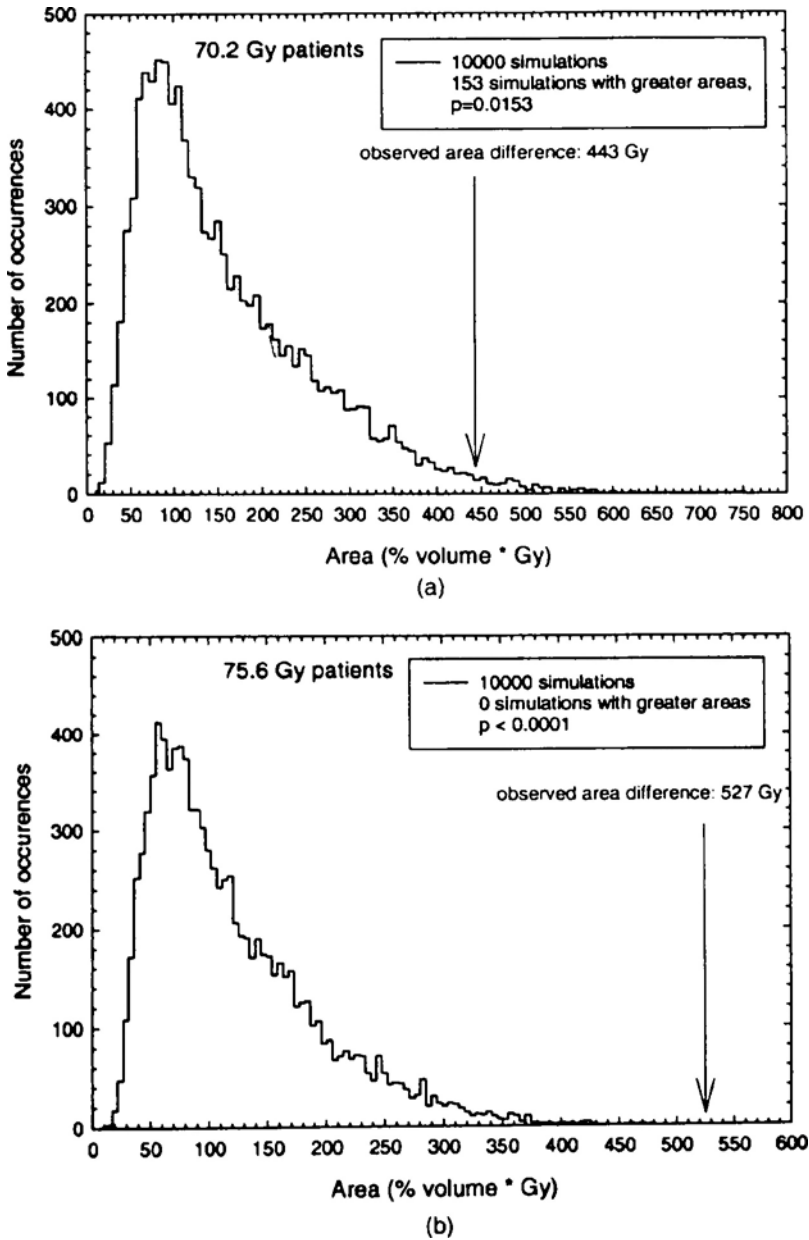 500
400
300
200
100
0
Number of occurrences
70.2 Gy patients
10000 simulations
153 simulations with greater areas,
p=0.0153
observed area difference: 443 Gy
0 50 100 150 200 250 300 350 400 450 500 550 600 650 700 750 800
Area (% volume * Gy)
(a)
500
400
300
200
100
0
Number of occurences
75.6 Gy patients
10000 simulations
0 simulations with greater areas
p < 0.0001
observed area difference: 527 Gy
0 50 100 150 200 250 300 350 400 450 500 550 600
Area (% volume * Gy)
(b)